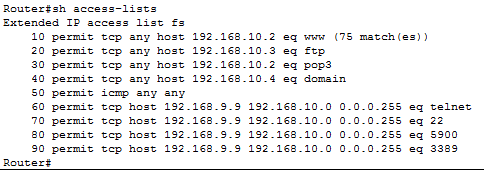 Router#sh access-lists
Extended IP access list fs
10 permit tcp any host 192.168.10.2 eq www (75 match(es))
20 permit tcp any host 192.168.10.3 eq ftp
30 permit tcp any host 192.168.10.2 eq pop3
40 permit tcp any host 192.168.10.4 eq domain
50 permit icmp any any
60 permit tcp host 192.168.9.9 192.168.10.0 0.0.0.255 eq telnet
70 permit tcp host 192.168.9.9 192.168.10.0 0.0.0.255 eq 22
80 permit tcp host 192.168.9.9 192.168.10.0 0.0.0.255 eq 5900
90 permit tcp host 192.168.9.9 192.168.10.0 0.0.0.255 eq 3389
Router#